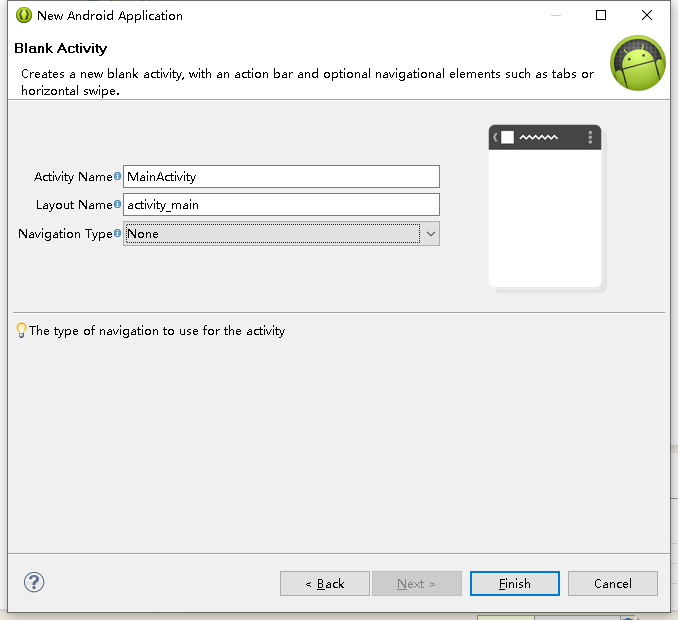 New Android Application
Blank Activity
Creates a new blank activity, with an action bar and optional navigational elements such as tabs or
horizontal swipe.
Activity Name MainActivity
Layout Name activity_main
Navigation Type None
The type of navigation to use for the activity
? < Back Next > Finish Cancel